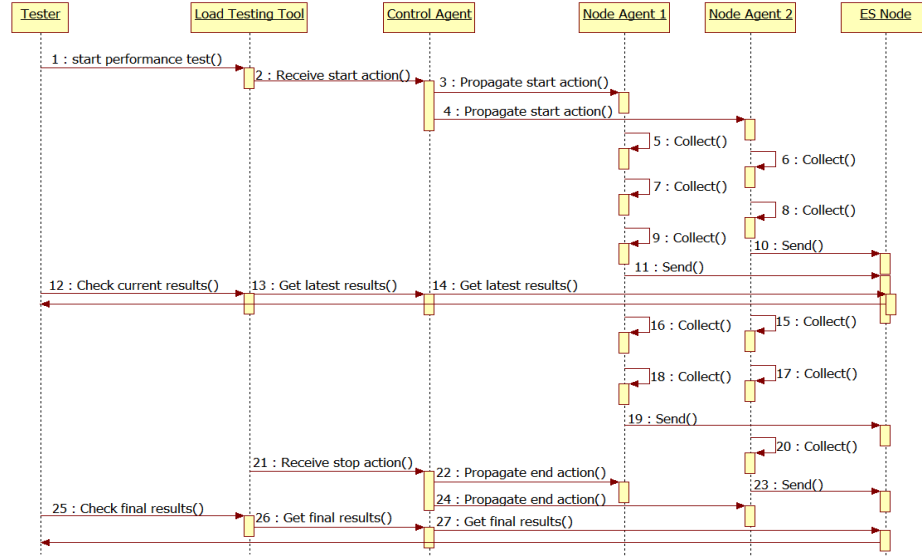 Tester
Load Testing Tool
Control Agent
Node Agent 1
Node Agent 2
ES Node
1 : start performance test()
2 : Receive start action()
3 : Propagate start action()
4 : Propagate start action()
5 : Collect()
6 : Collect()
7 : Collect()
8 : Collect()
9 : Collect()
10 : Send()
11 : Send()
12 : Check current results()
13 : Get latest results()
14 : Get latest results()
16 : Collect()
15 : Collect()
18 : Collect()
17 : Collect()
19 : Send()
20 : Collect()
21 : Receive stop action()
22 : Propagate end action()
23 : Send()
24 : Propagate end action()
25 : Check final results()
26 : Get final results()
27 : Get final results()